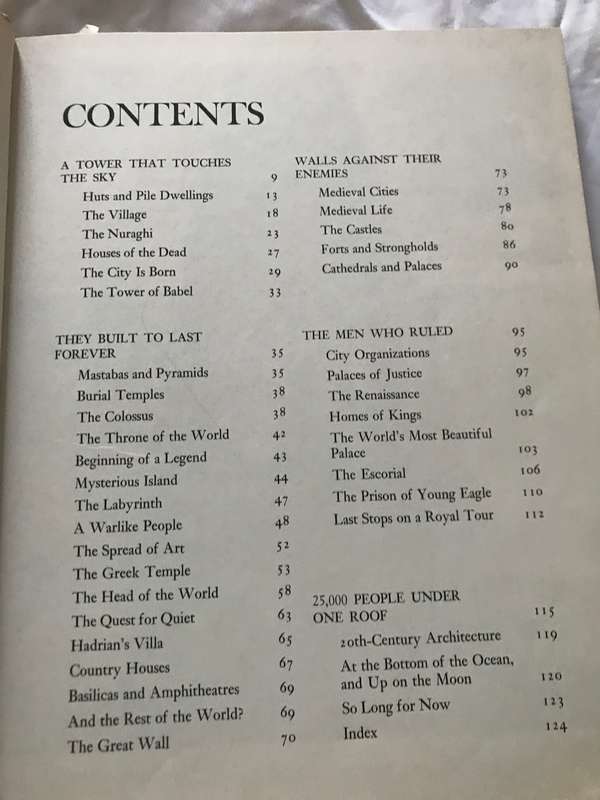 CONTENTS
A TOWER THAT TOUCHES
THE SKY 9
Huts and Pile Dwellings 13
The Village 18
The Nuraghi 23
Houses of the Dead 27
The City Is Born 29
The Tower of Babel 33
THEY BUILT TO LAST
FOREVER 35
Mastabas and Pyramids 35
Burial Temples 38
The Colossus 38
The Throne of the World 42
Beginning of a Legend 43
Mysterious Island 44
The Labyrinth 47
A Warlike People 48
The Spread of Art 52
The Greek Temple 53
The Head of the World 58
The Quest for Quiet 63
Hadrian's Villa 65
Country Houses 67
Basilicas and Amphitheatres 69
And the Rest of the World? 69
The Great Wall 70
WALLS AGAINST THEIR
ENEMIES 73
Medieval Cities 73
Medieval Life 78
The Castles 80
Forts and Strongholds 86
Cathedrals and Palaces 90
THE MEN WHO RULED 95
City Organizations 95
Palaces of Justice 97
The Renaissance 98
Homes of Kings 102
The World's Most Beautiful
Palace 103
The Escorial 106
The Prison of Young Eagle 110
Last Stops on a Royal Tour 112
25,000 PEOPLE UNDER
ONE ROOF 115
20th-Century Architecture 119
At the Bottom of the Ocean,
and Up on the Moon 120
So Long for Now 123
Index 124